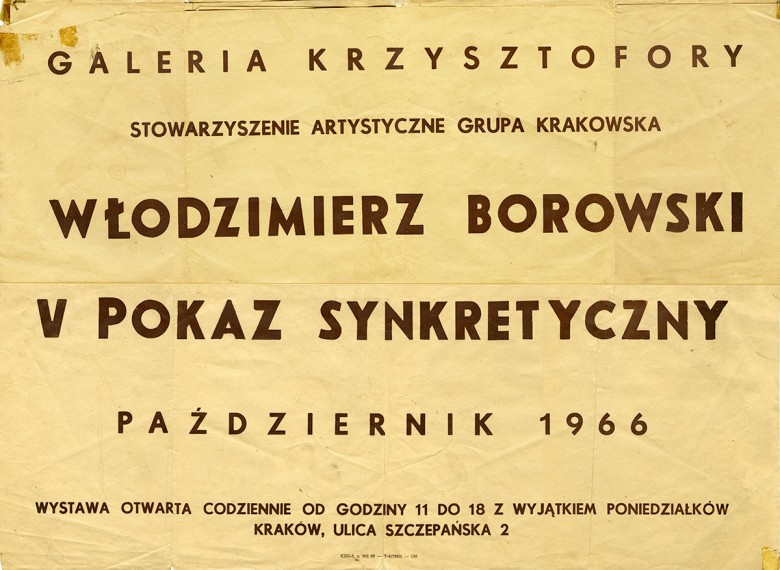 GALERIA KRZYSZTOFORY
STOWARZYSZENIE ARTYSTYCZNE GRUPA KRAKOWSKA
WŁODZIMIERZ BOROWSKI
V POKAZ SYNKRETYCZNY
PAŹDZIERNIK 1966
WYSTAWA OTWARTA CODZIENNIE OD GODZINY 11 DO 18 Z WYJĄTKIEM PONIEDZIAŁKÓW
KRAKÓW, ULICA SZCZEPAŃSKA 2